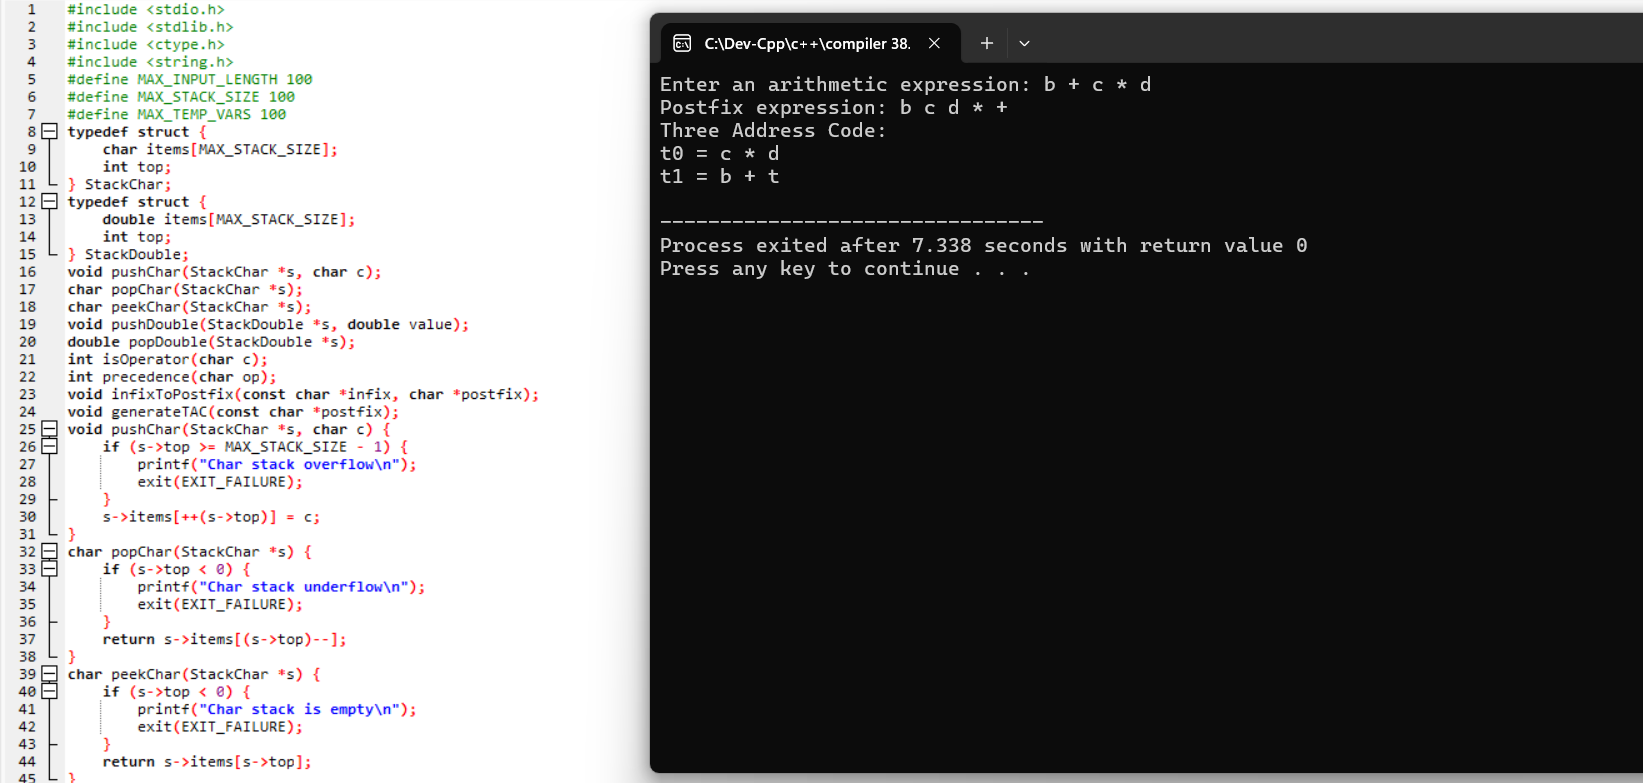 1 #include <stdio.h>
2 #include <stdlib.h>
3 #include <ctype.h>
4 #include <string.h>
5 #define MAX_INPUT_LENGTH 100
6 #define MAX_STACK_SIZE 100
7 #define MAX_TEMP_VARS 100
8 typedef struct {
9     char items[MAX_STACK_SIZE];
10     int top;
11 } StackChar;
12 typedef struct {
13     double items[MAX_STACK_SIZE];
14     int top;
15 } StackDouble;
16 void pushChar(StackChar *s, char c);
17 char popChar(StackChar *s);
18 char peekChar(StackChar *s);
19 void pushDouble(StackDouble *s, double value);
20 double popDouble(StackDouble *s);
21 int isOperator(char c);
22 int precedence(char op);
23 void infixToPostfix(const char *infix, char *postfix);
24 void generateTAC(const char *postfix);
25 void pushChar(StackChar *s, char c) {
26     if (s->top >= MAX_STACK_SIZE - 1) {
27         printf("Char stack overflow\n");
28         exit(EXIT_FAILURE);
29     }
30     s->items[++(s->top)] = c;
31 }
32 char popChar(StackChar *s) {
33     if (s->top < 0) {
34         printf("Char stack underflow\n");
35         exit(EXIT_FAILURE);
36     }
37     return s->items[(s->top)--];
38 }
39 char peekChar(StackChar *s) {
40     if (s->top < 0) {
41         printf("Char stack is empty\n");
42         exit(EXIT_FAILURE);
43     }
44     return s->items[s->top];
45 }
C:\Dev-Cpp\c++\compiler 38.
Enter an arithmetic expression: b + c * d
Postfix expression: b c d * +
Three Address Code:
t0 = c * d
t1 = b + t
--------------------------------
Process exited after 7.338 seconds with return value 0
Press any key to continue . . .